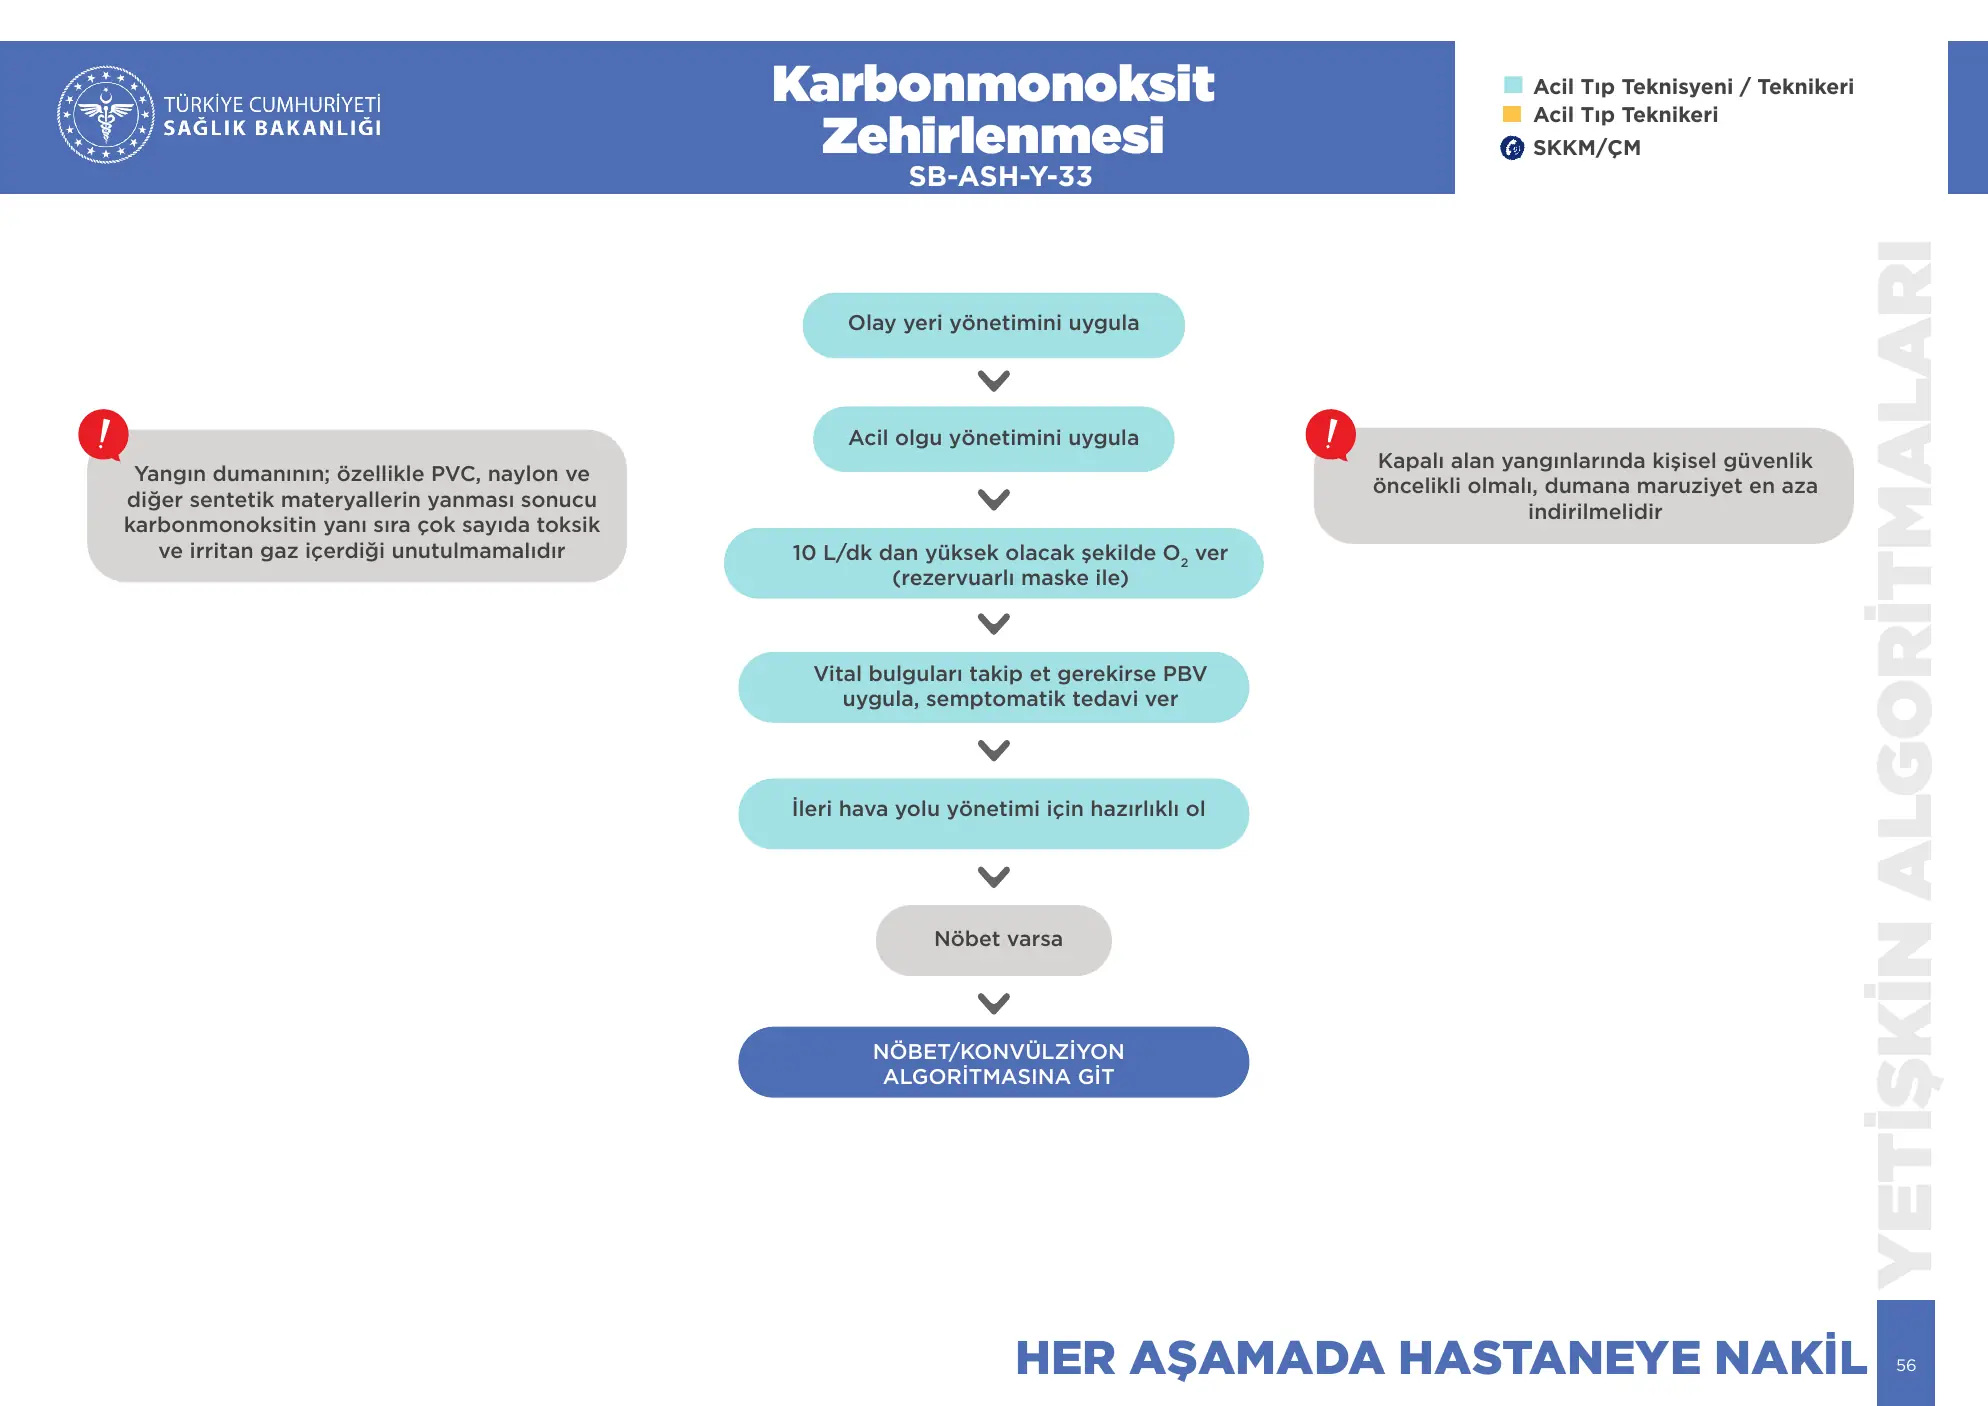 TÜRKİYE CUMHURİYETİ
SAĞLIK BAKANLIĞI
Karbonmonoksit
Zehirlenmesi
SB-ASH-Y-33
Acil Tıp Teknisyeni / Teknikeri
Acil Tıp Teknikeri
SKKM/ÇM
Olay yeri yönetimini uygula
Acil olgu yönetimini uygula
Yangın dumanının; özellikle PVC, naylon ve
diğer sentetik materyallerin yanması sonucu
karbonmonoksitin yanı sıra çok sayıda toksik
ve irritan gaz içerdiği unutulmamalıdır
Kapalı alan yangınlarında kişisel güvenlik
öncelikli olmalı, dumana maruziyet en aza
indirilmelidir
10 L/dk dan yüksek olacak şekilde O₂ ver
(rezervuarlı maske ile)
Vital bulguları takip et gerekirse PBV
uygula, semptomatik tedavi ver
İleri hava yolu yönetimi için hazırlıklı ol
Nöbet varsa
NÖBET/KONVÜLZİYON
ALGORİTMASINA GİT
YETİŞKİN ALGORİTMALARI
HER AŞAMADA HASTANEYE NAKİL
56